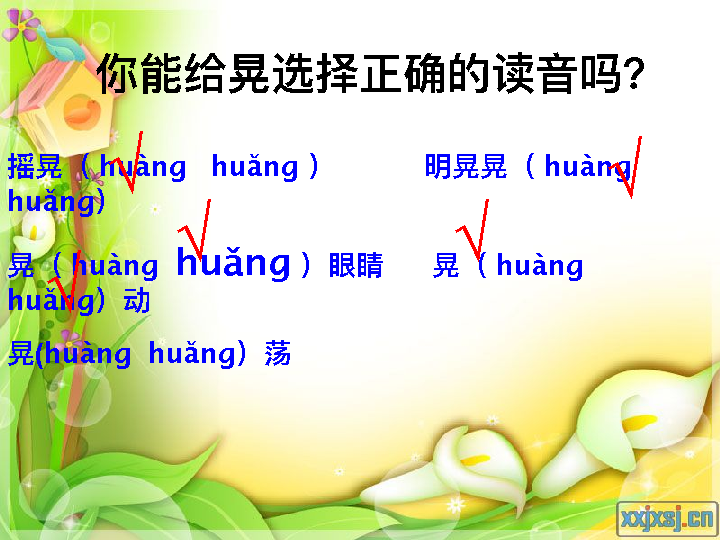 你能给晃选择正确的读音吗?
摇晃（huàng huǎng） 明晃晃（huàng
huǎng）
晃（huàng huǎng）眼睛 晃（huàng
huǎng）动
晃(huàng huǎng）荡
xxjxsj.cn